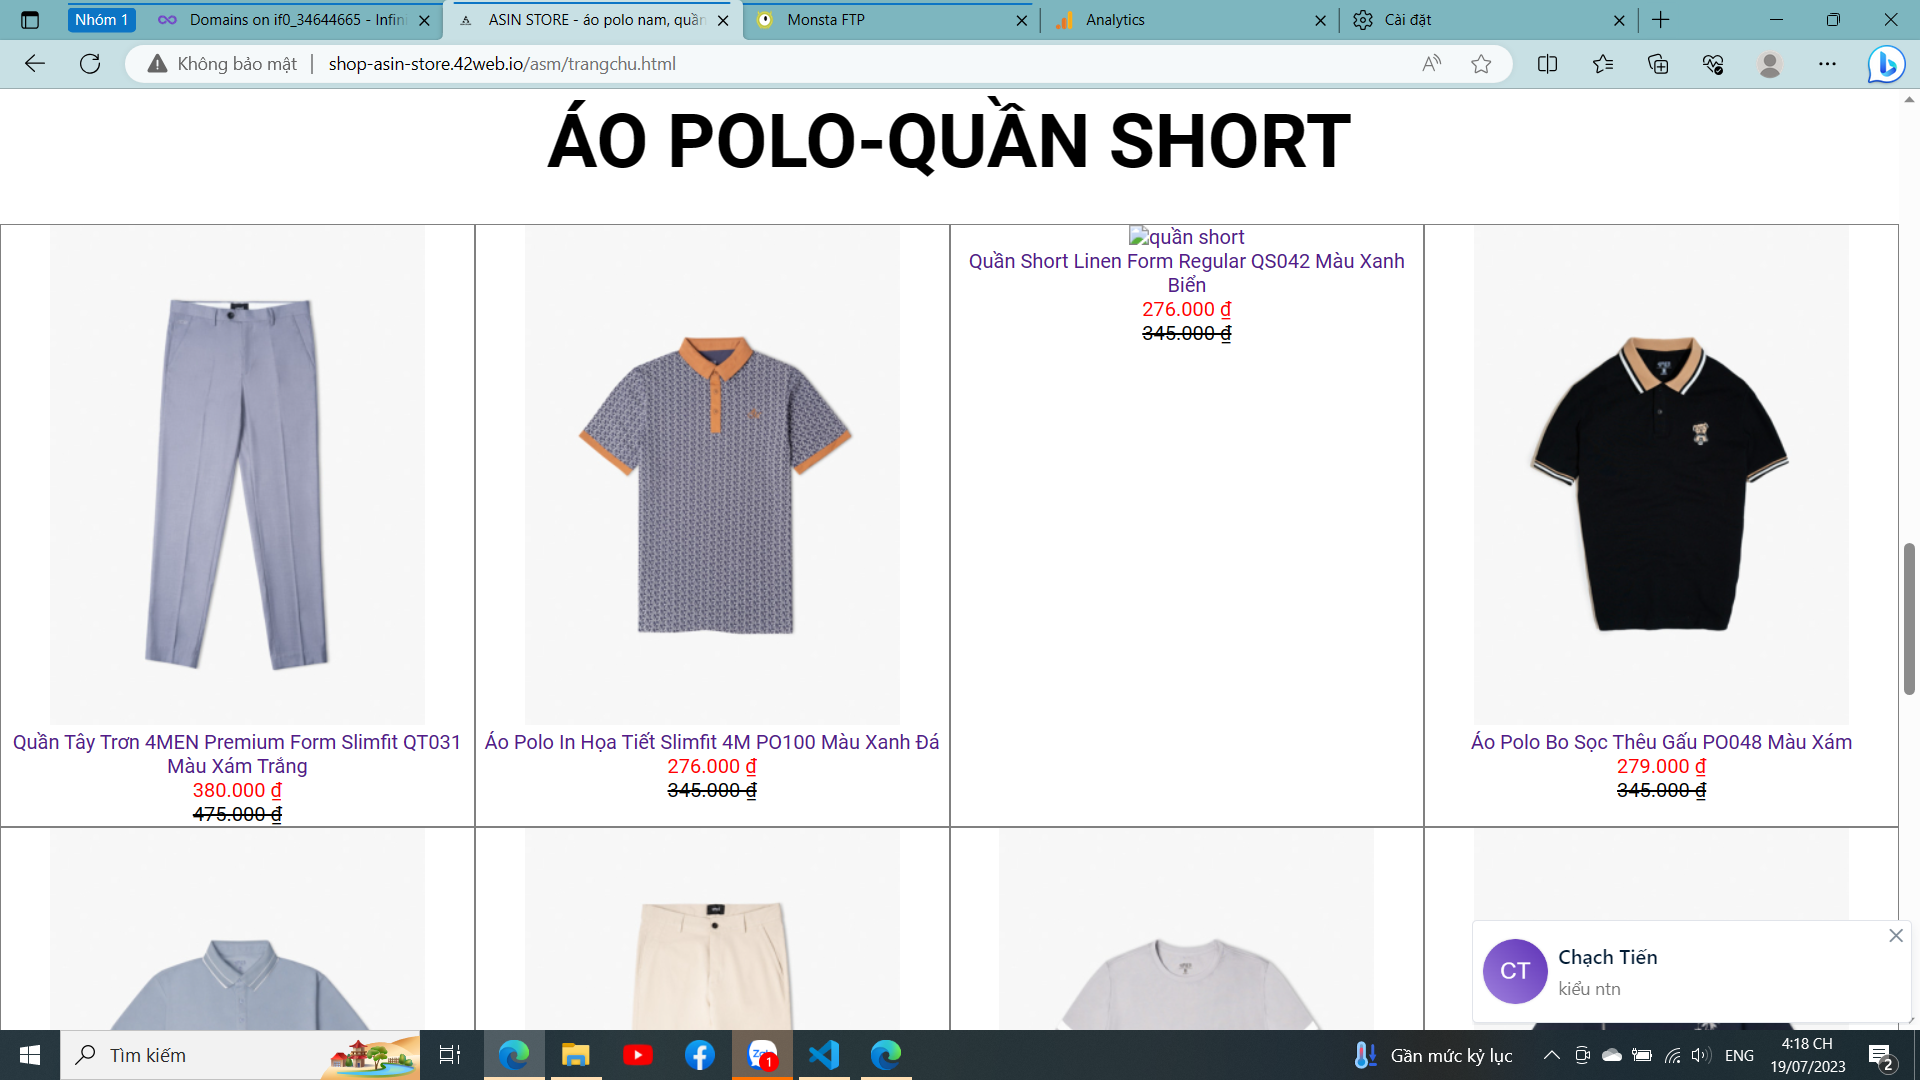 Nhóm 1
Domains on if0_34644665 - Infini
ASIN STORE - áo polo nam, quần
Monsta FTP
Analytics
Cài đặt
Không bảo mật
shop-asin-store.42web.io/asm/trangchu.html
ÁO POLO-QUẦN SHORT
Quần Tây Trơn 4MEN Premium Form Slimfit QT031
Màu Xám Trắng
380.000 ₫
475.000 ₫
Áo Polo In Họa Tiết Slimfit 4M PO100 Màu Xanh Đá
276.000 ₫
345.000 ₫
quần short
Quần Short Linen Form Regular QS042 Màu Xanh
Biển
276.000 ₫
345.000 ₫
Áo Polo Bo Sọc Thêu Gấu PO048 Màu Xám
279.000 ₫
345.000 ₫
CT
Chạch Tiến
kiểu ntn
Tìm kiếm
Zalo
1
Gần mức kỷ lục
ENG
4:18 CH
19/07/2023
2